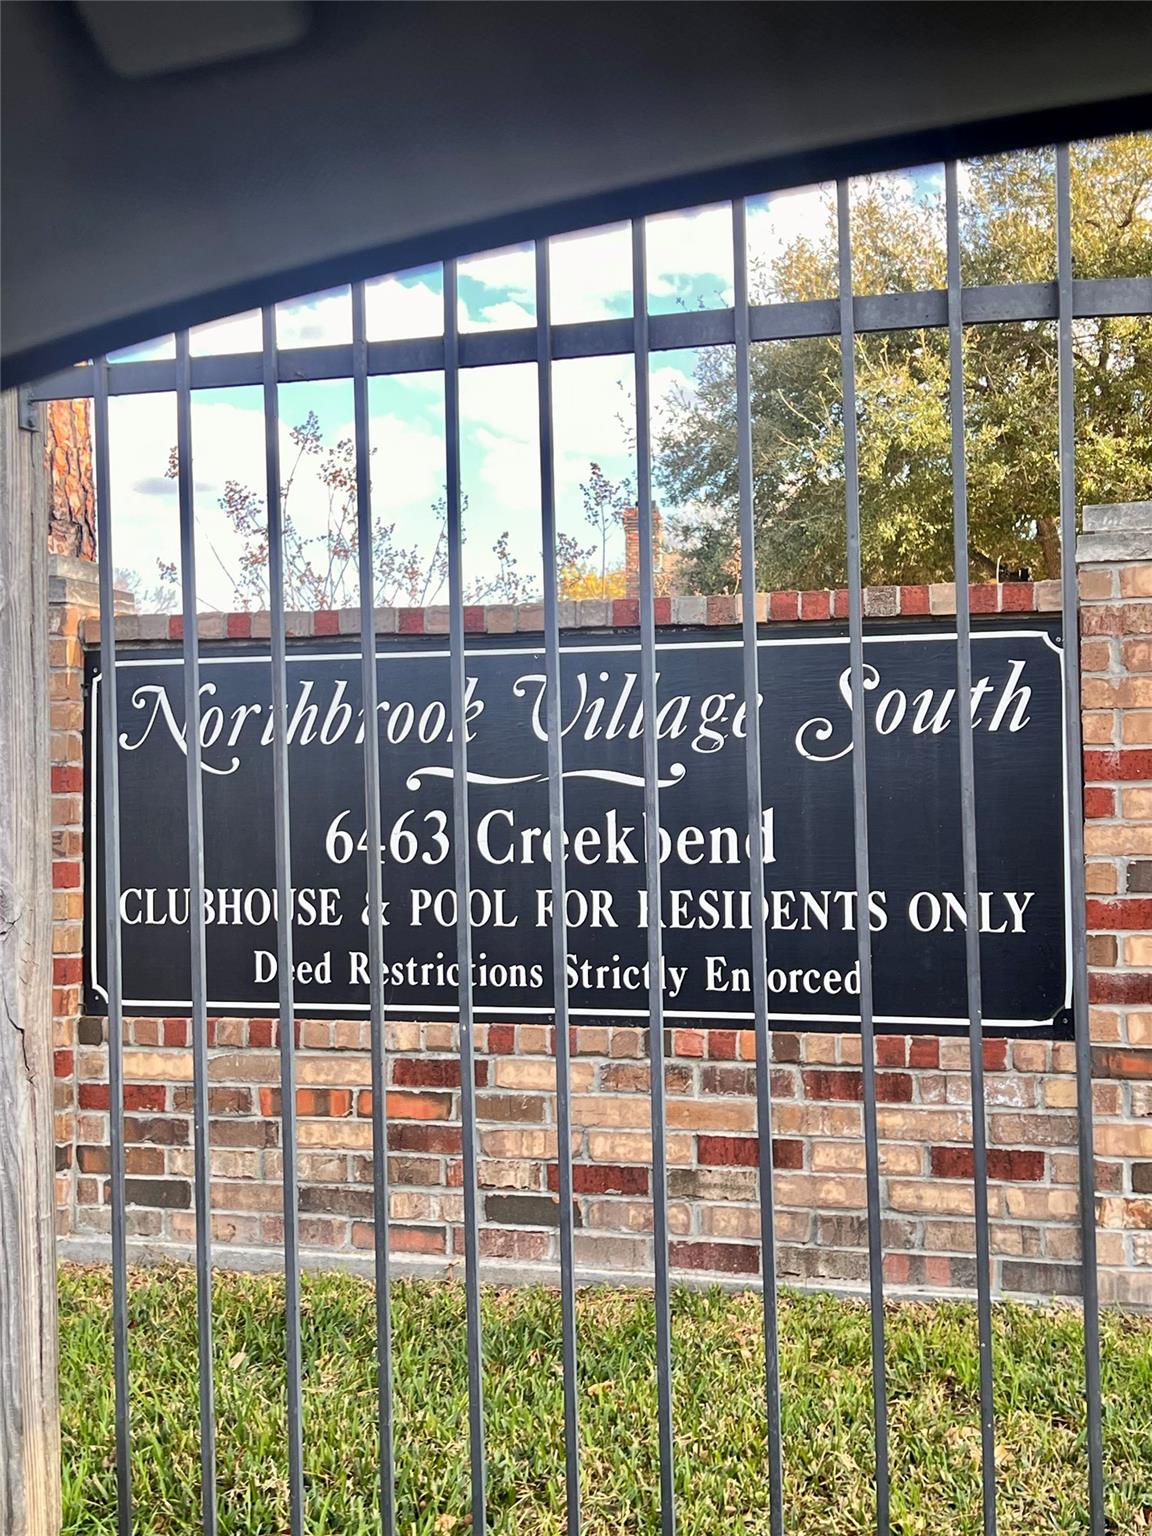 Northbrook Village South
6463 Creekbend
CLUBHOUSE & POOL FOR RESIDENTS ONLY
Deed Restrictions Strictly Enforced